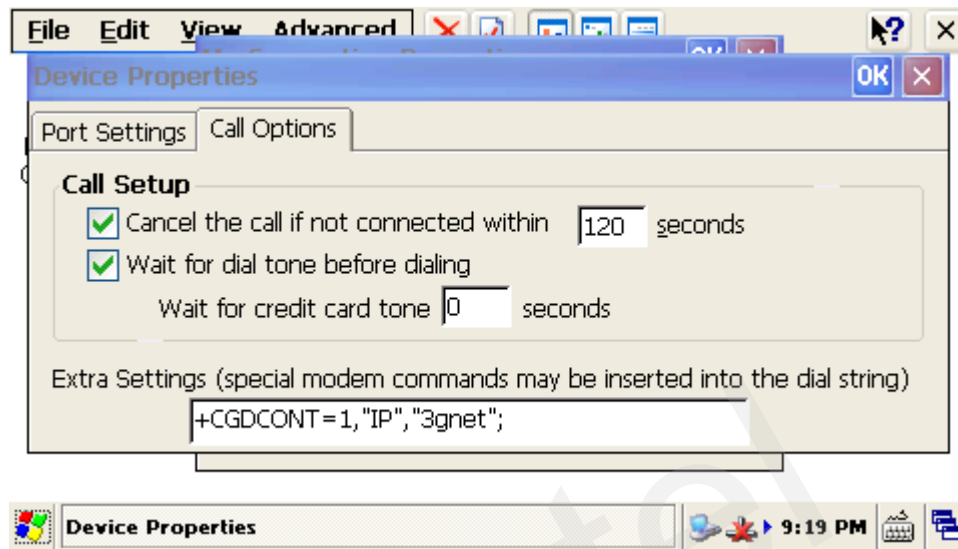 File Edit View Advanced
OK
Device Properties OK
Port Settings Call Options
Call Setup
Cancel the call if not connected within 120 seconds
Wait for dial tone before dialing
Wait for credit card tone 0 seconds
Extra Settings (special modem commands may be inserted into the dial string)
+CGDCONT=1,"IP","3gnet";
Device Properties 9:19 PM